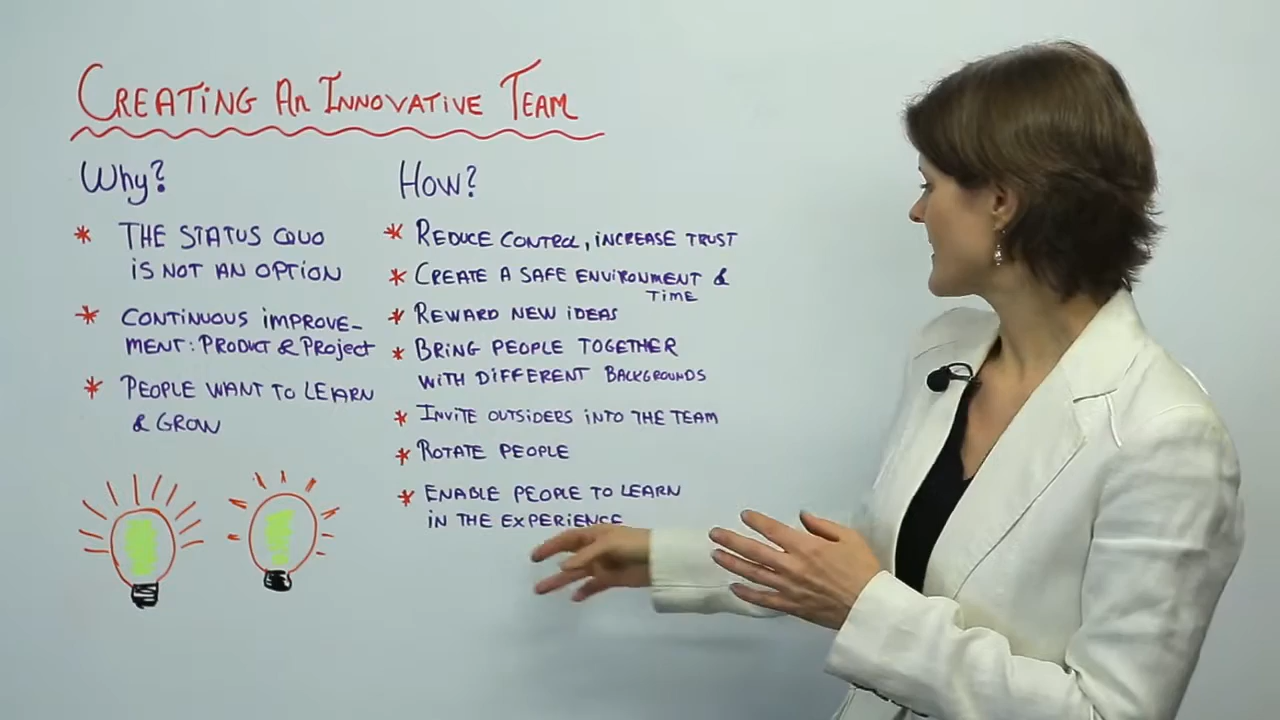 CREATING AN INNOVATIVE TEAM
Why?
* THE STATUS QUO
IS NOT AN OPTION
* CONTINUOUS IMPROVE-
MENT: PRODUCT & PROJECT
* PEOPLE WANT TO LEARN
& GROW
How?
* REDUCE CONTROL, INCREASE TRUST
* CREATE A SAFE ENVIRONMENT &
TIME
* REWARD NEW IDEAS
* BRING PEOPLE TOGETHER
WITH DIFFERENT BACKGROUNDS
* INVITE OUTSIDERS INTO THE TEAM
* ROTATE PEOPLE
* ENABLE PEOPLE TO LEARN
IN THE EXPERIENCE